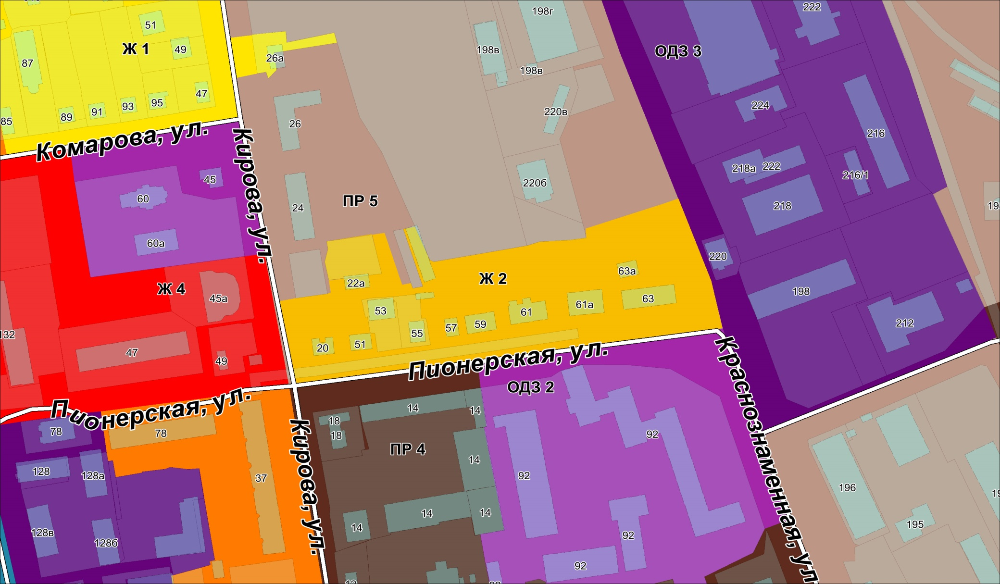 51
198г
222
Ж 1
49
198в
ОДЗ 3
87
26а
198в
47
95
93
91
89
85
224
220в
26
216
Комарова, ул.
Кирова, ул.
45
218а
222
216/1
220б
60
24
ПР 5
218
60а
220
Ж 2
63а
22а
Ж 4
45а
198
63
61а
61
53
59
57
55
212
132
51
20
47
49
Пионерская, ул.
Краснознаменная, ул
ОДЗ 2
Пионерская, ул.
14
14
18
18
78
78
92
Кирова, ул.
ПР 4
14
128
128а
37
92
196
14
14
14
195
128в
128б
92
92